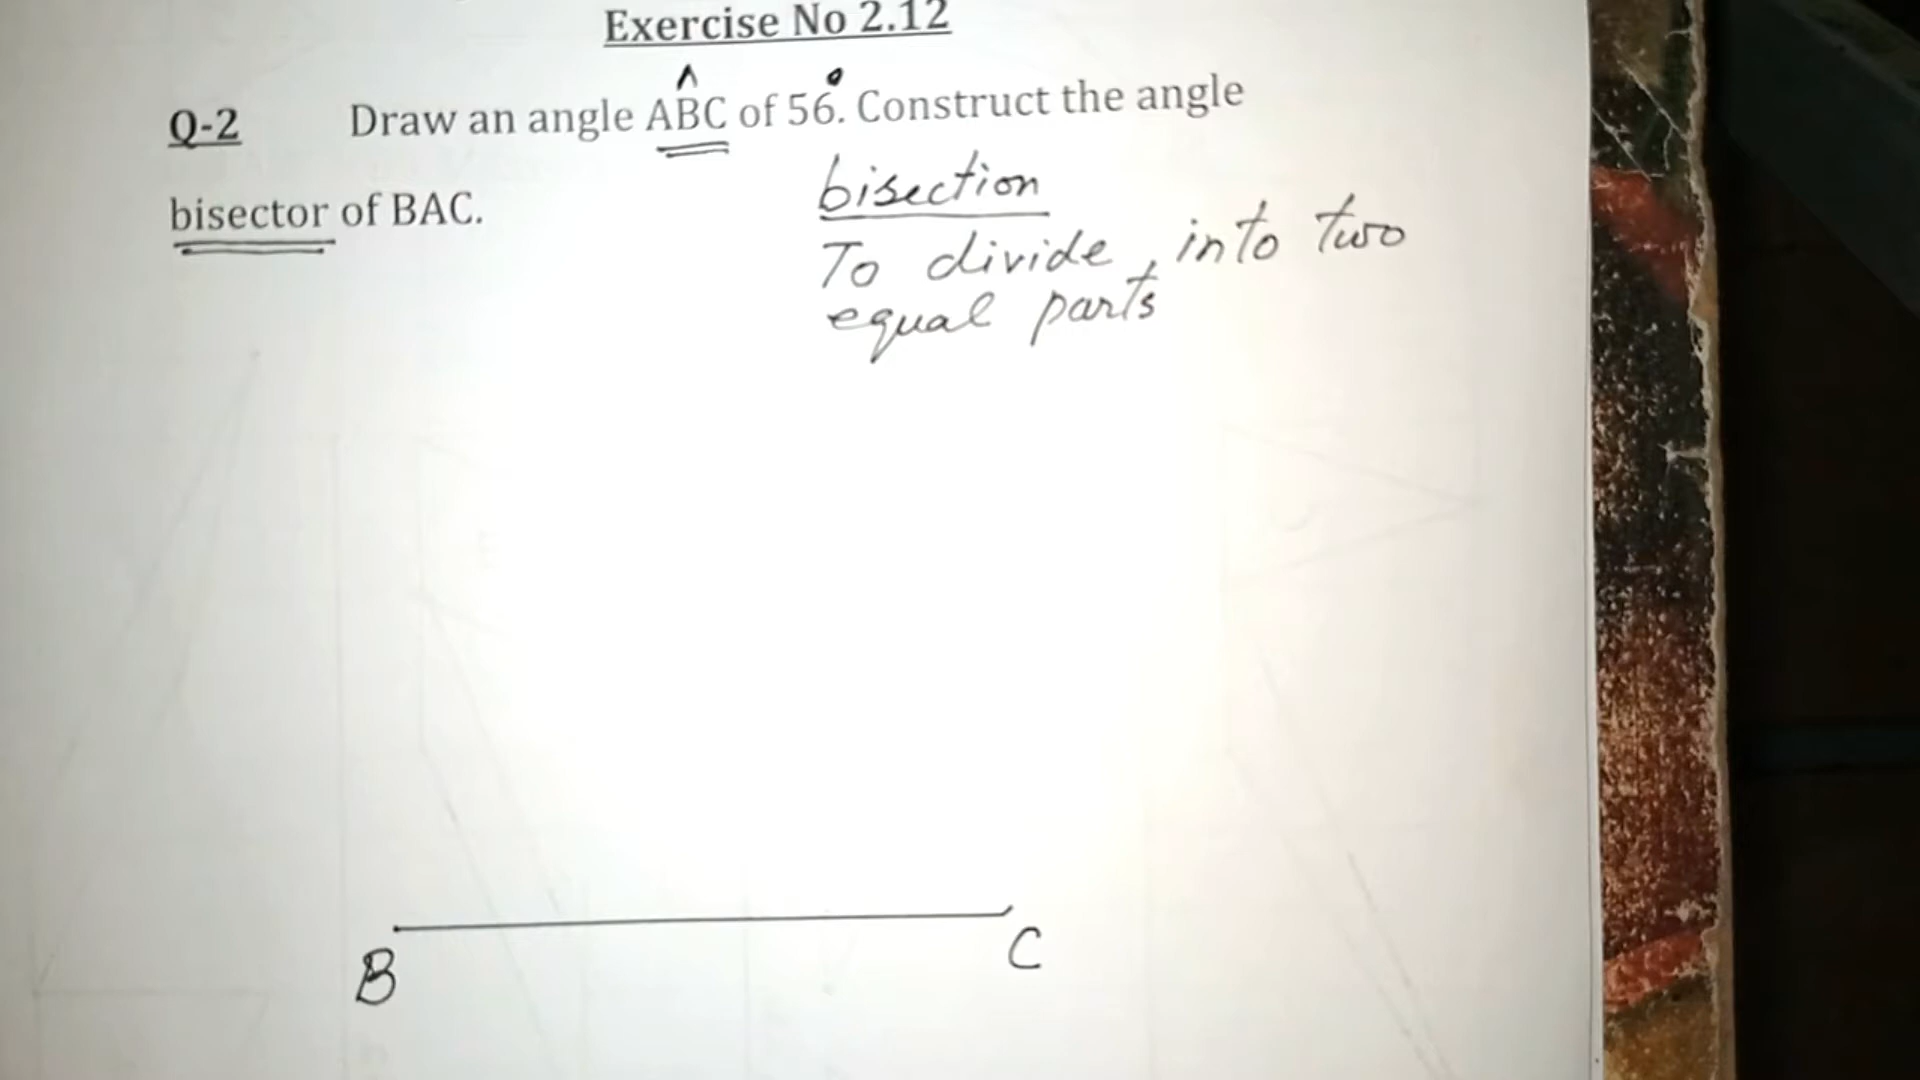 Exercise No 2.12
Q-2 Draw an angle ABC of 56°. Construct the angle
bisector of BAC.
bisection
To divide, into two
equal parts
B
C